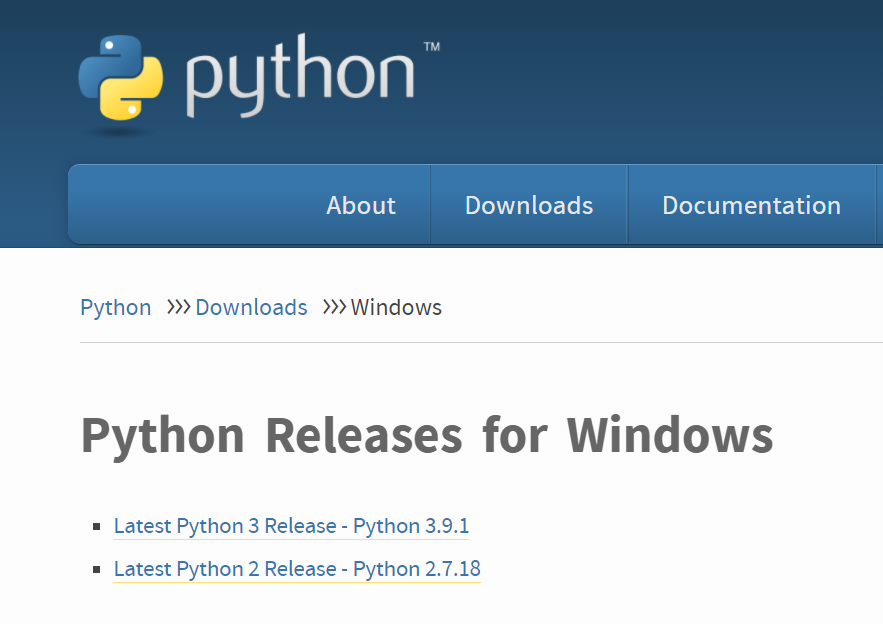 python™
About Downloads Documentation
Python >>> Downloads >>> Windows
Python Releases for Windows
Latest Python 3 Release - Python 3.9.1
Latest Python 2 Release - Python 2.7.18